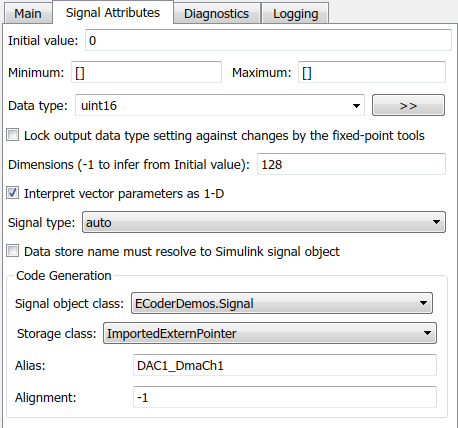 Main Signal Attributes Diagnostics Logging
Initial value: 0
Minimum: [] Maximum: []
Data type: uint16 >>
Lock output data type setting against changes by the fixed-point tools
Dimensions (-1 to infer from Initial value): 128
Interpret vector parameters as 1-D
Signal type: auto
Data store name must resolve to Simulink signal object
Code Generation
Signal object class: ECoderDemos.Signal
Storage class: ImportedExternPointer
Alias: DAC1_DmaCh1
Alignment: -1